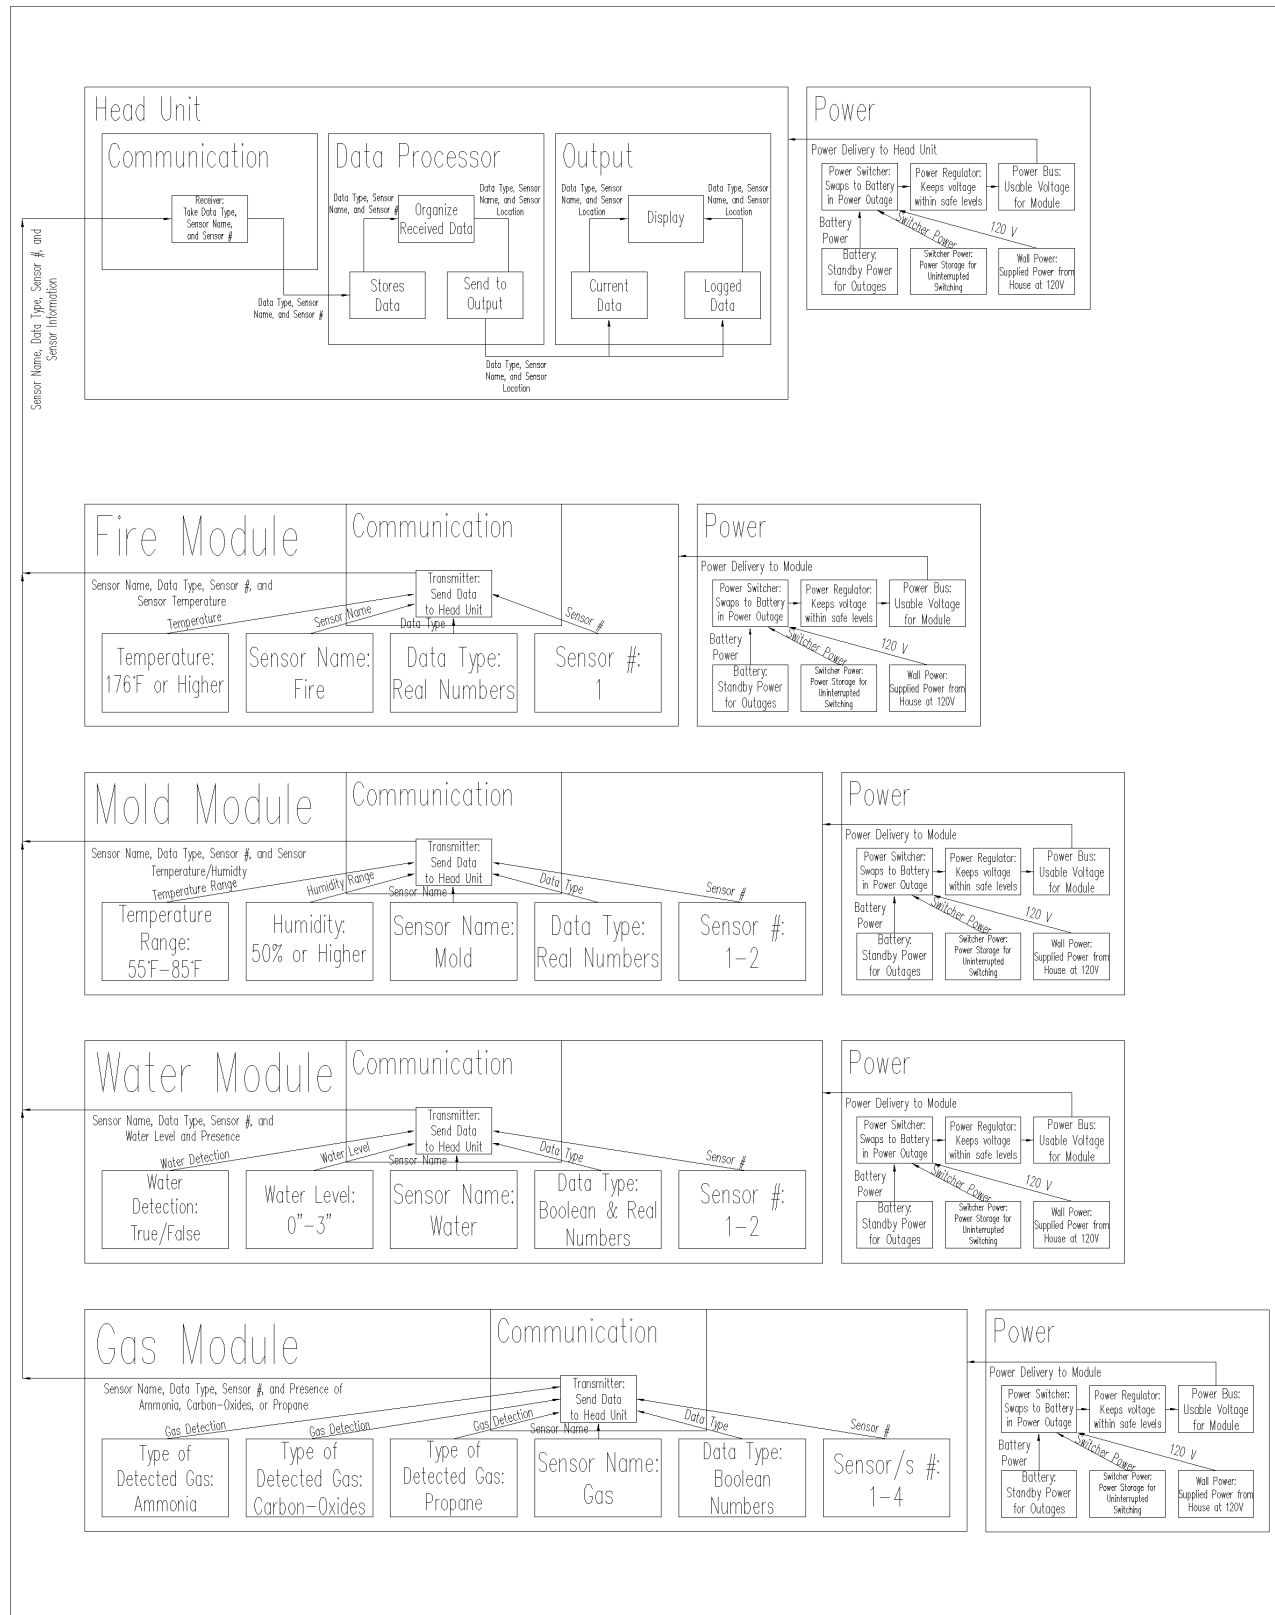 Head Unit
Communication
Receiver:
Take Data Type,
Sensor Name,
and Sensor #
Data Type, Sensor
Name, and Sensor #
Data Processor
Data Type, Sensor
Name, and Sensor #
Organize
Received Data
Data Type, Sensor
Name, and Sensor
Location
Stores
Data
Send to
Output
Data Type, Sensor
Name, and Sensor
Location
Output
Data Type, Sensor
Name, and Sensor
Location
Display
Data Type, Sensor
Name, and Sensor
Location
Current
Data
Logged
Data
Power
Power Delivery to Head Unit
Power Switcher:
Swaps to Battery
in Power Outage
Power Regulator:
Keeps voltage
within safe levels
Power Bus:
Usable Voltage
for Module
Battery
Power
Switcher Power
120 V
Battery:
Standby Power
for Outages
Switcher Power:
Power Storage for
Uninterrupted
Switching
Wall Power:
Supplied Power from
House at 120V
Sensor Name, Data Type, Sensor #, and
Sensor Information
Fire Module
Communication
Sensor Name, Data Type, Sensor #, and
Sensor Temperature
Transmitter:
Send Data
to Head Unit
Temperature
Sensor Name
Data Type
Sensor #
Temperature:
176°F or Higher
Sensor Name:
Fire
Data Type:
Real Numbers
Sensor #:
1
Power
Power Delivery to Module
Power Switcher:
Swaps to Battery
in Power Outage
Power Regulator:
Keeps voltage
within safe levels
Power Bus:
Usable Voltage
for Module
Battery
Power
Switcher Power
120 V
Battery:
Standby Power
for Outages
Switcher Power:
Power Storage for
Uninterrupted
Switching
Wall Power:
Supplied Power from
House at 120V
Mold Module
Communication
Sensor Name, Data Type, Sensor #, and Sensor
Temperature/Humdity
Transmitter:
Send Data
to Head Unit
Temperature Range
Humidity Range
Sensor Name
Data Type
Sensor #
Temperature
Range:
55°F-85°F
Humidity:
50% or Higher
Sensor Name:
Mold
Data Type:
Real Numbers
Sensor #:
1-2
Power
Power Delivery to Module
Power Switcher:
Swaps to Battery
in Power Outage
Power Regulator:
Keeps voltage
within safe levels
Power Bus:
Usable Voltage
for Module
Battery
Power
Switcher Power
120 V
Battery:
Standby Power
for Outages
Switcher Power:
Power Storage for
Uninterrupted
Switching
Wall Power:
Supplied Power from
House at 120V
Water Module
Communication
Sensor Name, Data Type, Sensor #, and
Water Level and Presence
Transmitter:
Send Data
to Head Unit
Water Detection
Water Level
Sensor Name
Data Type
Sensor #
Water
Detection:
True/False
Water Level:
0"-3"
Sensor Name:
Water
Data Type:
Boolean & Real
Numbers
Sensor #:
1-2
Power
Power Delivery to Module
Power Switcher:
Swaps to Battery
in Power Outage
Power Regulator:
Keeps voltage
within safe levels
Power Bus:
Usable Voltage
for Module
Battery
Power
Switcher Power
120 V
Battery:
Standby Power
for Outages
Switcher Power:
Power Storage for
Uninterrupted
Switching
Wall Power:
Supplied Power from
House at 120V
Gas Module
Communication
Sensor Name, Data Type, Sensor #, and Presence of
Ammonia, Carbon-Oxides, or Propane
Transmitter:
Send Data
to Head Unit
Gas Detection
Gas Detection
Gas Detection
Sensor Name
Data Type
Sensor #
Type of
Detected Gas:
Ammonia
Type of
Detected Gas:
Carbon-Oxides
Type of
Detected Gas:
Propane
Sensor Name:
Gas
Data Type:
Boolean
Numbers
Sensor/s #:
1-4
Power
Power Delivery to Module
Power Switcher:
Swaps to Battery
in Power Outage
Power Regulator:
Keeps voltage
within safe levels
Power Bus:
Usable Voltage
for Module
Battery
Power
Switcher Power
120 V
Battery:
Standby Power
for Outages
Switcher Power:
Power Storage for
Uninterrupted
Switching
Wall Power:
Supplied Power from
House at 120V